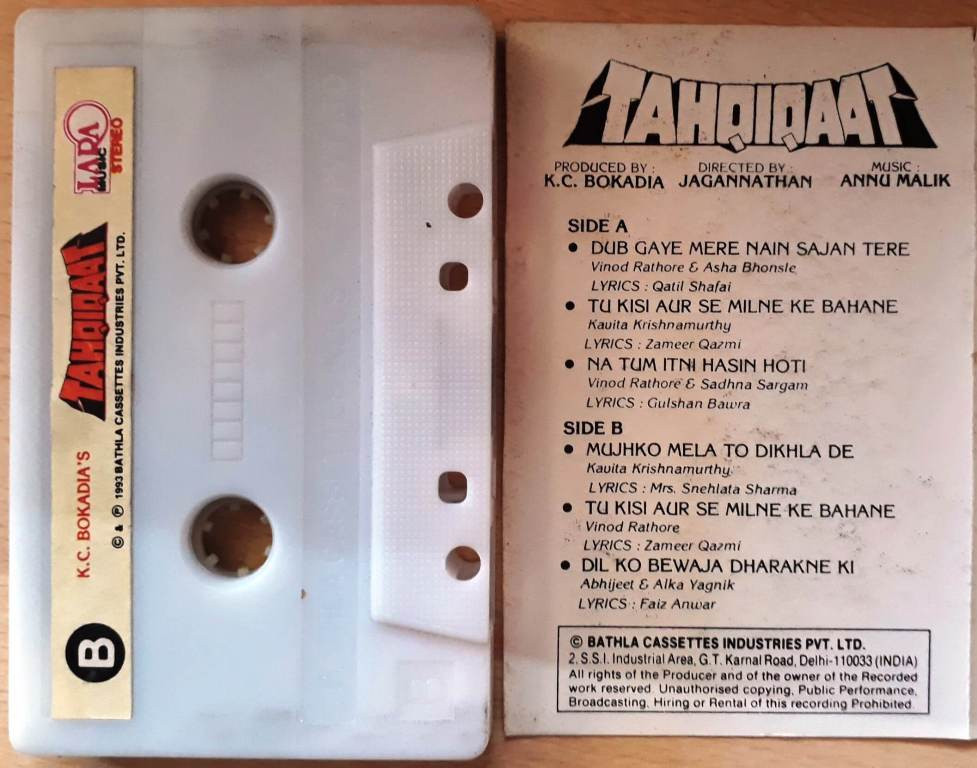 LARA
MUSIC
STEREO
TAHQIQAAT
K.C. BOKADIA'S
© & ℗ 1993 BATHLA CASSETTES INDUSTRIES PVT. LTD.
B
TAHQIQAAT
PRODUCED BY : DIRECTED BY : MUSIC :
K.C. BOKADIA JAGANNATHAN ANNU MALIK
SIDE A
• DUB GAYE MERE NAIN SAJAN TERE
Vinod Rathore & Asha Bhonsle
LYRICS : Qatil Shafai
• TU KISI AUR SE MILNE KE BAHANE
Kavita Krishnamurthy
LYRICS : Zameer Qazmi
• NA TUM ITNI HASIN HOTI
Vinod Rathore & Sadhna Sargam
LYRICS : Gulshan Bawra
SIDE B
• MUJHKO MELA TO DIKHLA DE
Kavita Krishnamurthy
LYRICS : Mrs. Snehlata Sharma
• TU KISI AUR SE MILNE KE BAHANE
Vinod Rathore
LYRICS : Zameer Qazmi
• DIL KO BEWAJA DHARAKNE KI
Abhijeet & Alka Yagnik
LYRICS : Faiz Anwar
© BATHLA CASSETTES INDUSTRIES PVT. LTD.
2, S.S.I. Industrial Area, G.T. Karnal Road, Delhi-110033 (INDIA)
All rights of the Producer and of the owner of the Recorded
work reserved. Unauthorised copying, Public Performance,
Broadcasting, Hiring or Rental of this recording Prohibited.